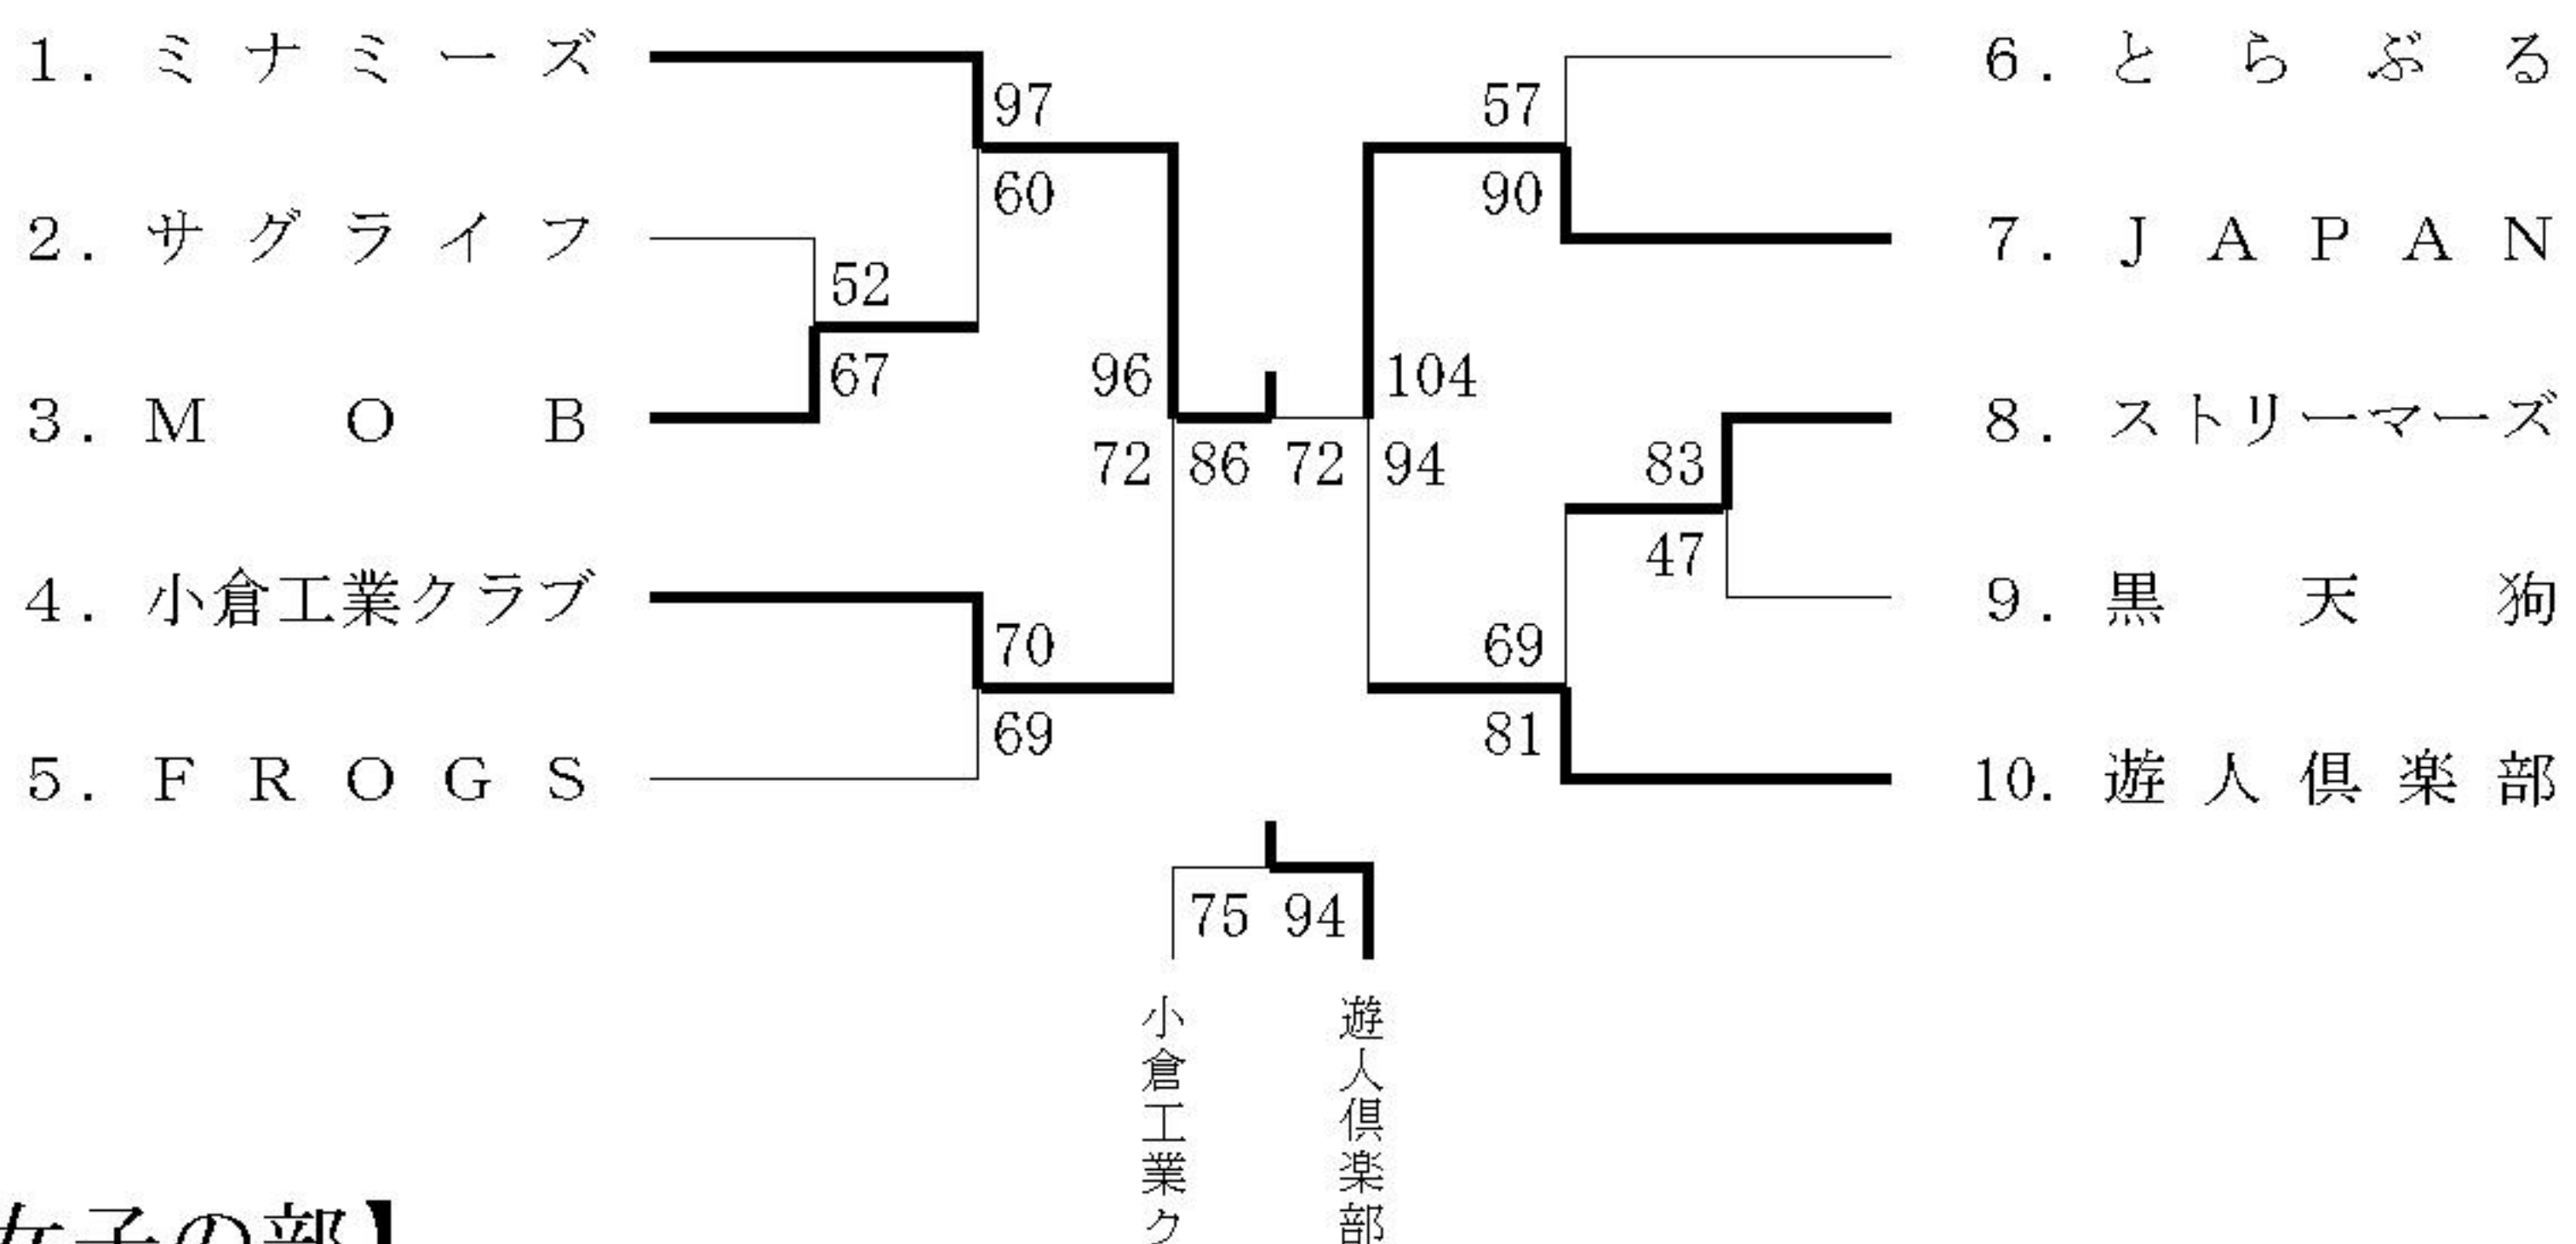 1. ミナミーズ
2. サグライフ
3. MOB
4. 小倉工業クラブ
5. FROGS
97
60
52
67
96
72
70
69
86 72
57
90
104
94
83
47
69
81
6. とらぶる
7. JAPAN
8. ストリーマーズ
9. 黒天狗
10. 遊人倶楽部
75 94
小倉工業ク
遊人倶楽部
女子の部】